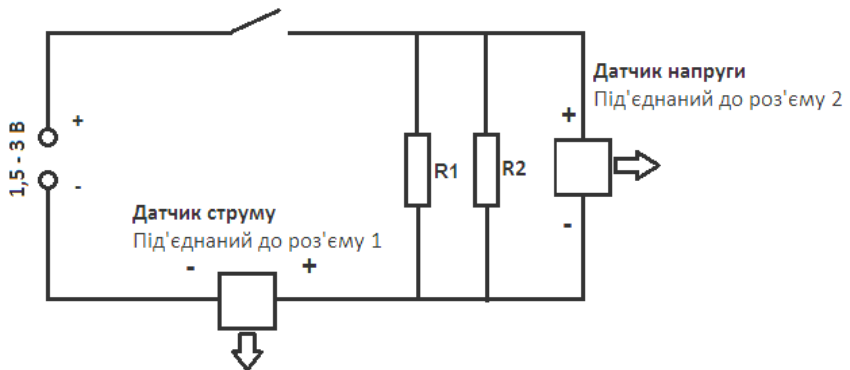 Датчик напруги
Під'єднаний до роз'єму 2
+
+
1,5 - 3 В
-
R1
R2
-
Датчик струму
Під'єднаний до роз'єму 1
-
+